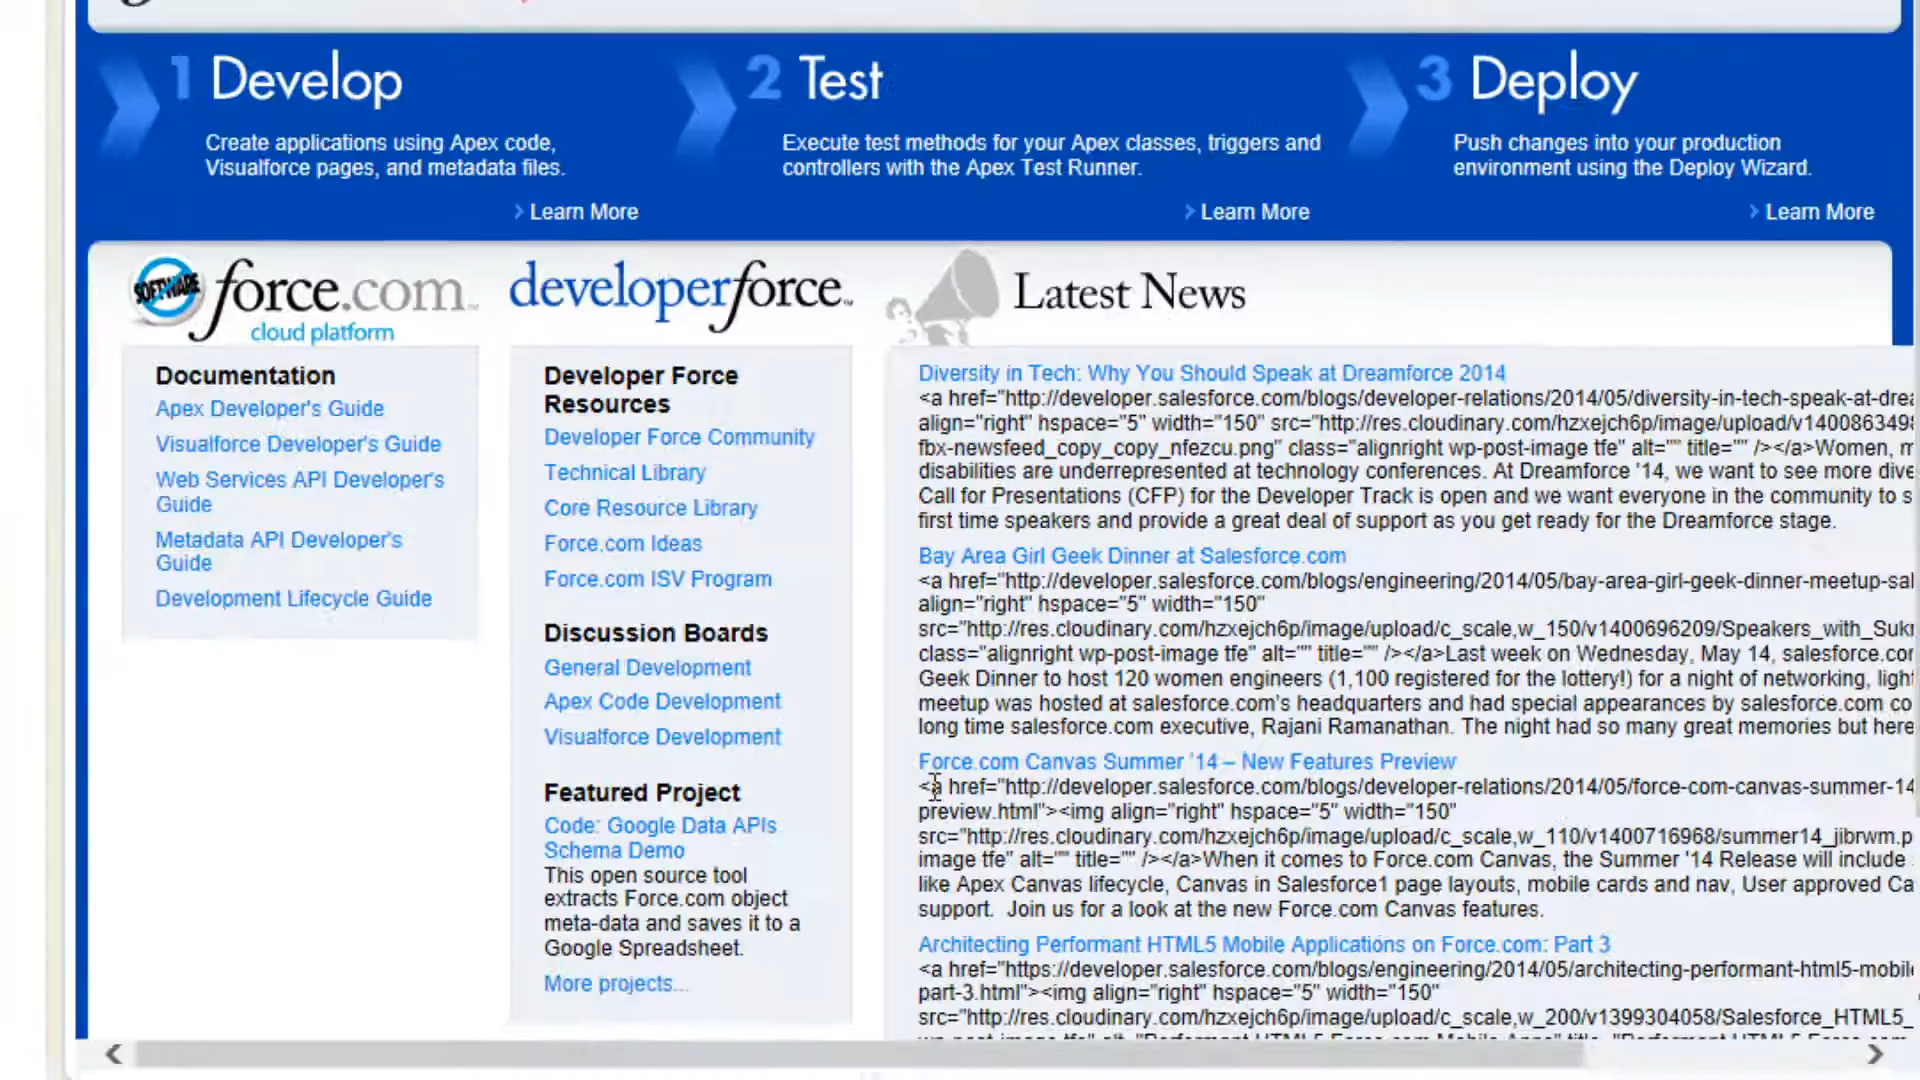 1 Develop
Create applications using Apex code,
Visualforce pages, and metadata files.
Learn More
2 Test
Execute test methods for your Apex classes, triggers and
controllers with the Apex Test Runner.
Learn More
3 Deploy
Push changes into your production
environment using the Deploy Wizard.
Learn More
SOFTWARE
force.com
cloud platform
Documentation
Apex Developer's Guide
Visualforce Developer's Guide
Web Services API Developer's
Guide
Metadata API Developer's
Guide
Development Lifecycle Guide
developerforce
Developer Force
Resources
Developer Force Community
Technical Library
Core Resource Library
Force.com Ideas
Force.com ISV Program
Discussion Boards
General Development
Apex Code Development
Visualforce Development
Featured Project
Code: Google Data APIs
Schema Demo
This open source tool
extracts Force.com object
meta-data and saves it to a
Google Spreadsheet.
More projects...
Latest News
Diversity in Tech: Why You Should Speak at Dreamforce 2014
<a href="http://developer.salesforce.com/blogs/developer-relations/2014/05/diversity-in-tech-speak-at-drea
align="right" hspace="5" width="150" src="http://res.cloudinary.com/hzxejch6p/image/upload/v140086349
fbx-newsfeed_copy_copy_nfezcu.png" class="alignright wp-post-image tfe" alt="" title="" /></a>Women, m
disabilities are underrepresented at technology conferences. At Dreamforce '14, we want to see more dive
Call for Presentations (CFP) for the Developer Track is open and we want everyone in the community to s
first time speakers and provide a great deal of support as you get ready for the Dreamforce stage.
Bay Area Girl Geek Dinner at Salesforce.com
<a href="http://developer.salesforce.com/blogs/engineering/2014/05/bay-area-girl-geek-dinner-meetup-sal
align="right" hspace="5" width="150"
src="http://res.cloudinary.com/hzxejch6p/image/upload/c_scale,w_150/v1400696209/Speakers_with_Suk
class="alignright wp-post-image tfe" alt="" title="" /></a>Last week on Wednesday, May 14, salesforce.cor
Geek Dinner to host 120 women engineers (1,100 registered for the lottery!) for a night of networking, light
meetup was hosted at salesforce.com's headquarters and had special appearances by salesforce.com co
long time salesforce.com executive, Rajani Ramanathan. The night had so many great memories but here
Force.com Canvas Summer '14 – New Features Preview
<a href="http://developer.salesforce.com/blogs/developer-relations/2014/05/force-com-canvas-summer-14
preview.html"><img align="right" hspace="5" width="150"
src="http://res.cloudinary.com/hzxejch6p/image/upload/c_scale,w_110/v1400716968/summer14_jibrwm.p
image tfe" alt="" title="" /></a>When it comes to Force.com Canvas, the Summer '14 Release will include
like Apex Canvas lifecycle, Canvas in Salesforce1 page layouts, mobile cards and nav, User approved Ca
support. Join us for a look at the new Force.com Canvas features.
Architecting Performant HTML5 Mobile Applications on Force.com: Part 3
<a href="https://developer.salesforce.com/blogs/engineering/2014/05/architecting-performant-html5-mobil
part-3.html"><img align="right" hspace="5" width="150"
src="http://res.cloudinary.com/hzxejch6p/image/upload/c_scale,w_200/v1399304058/Salesforce_HTML5_